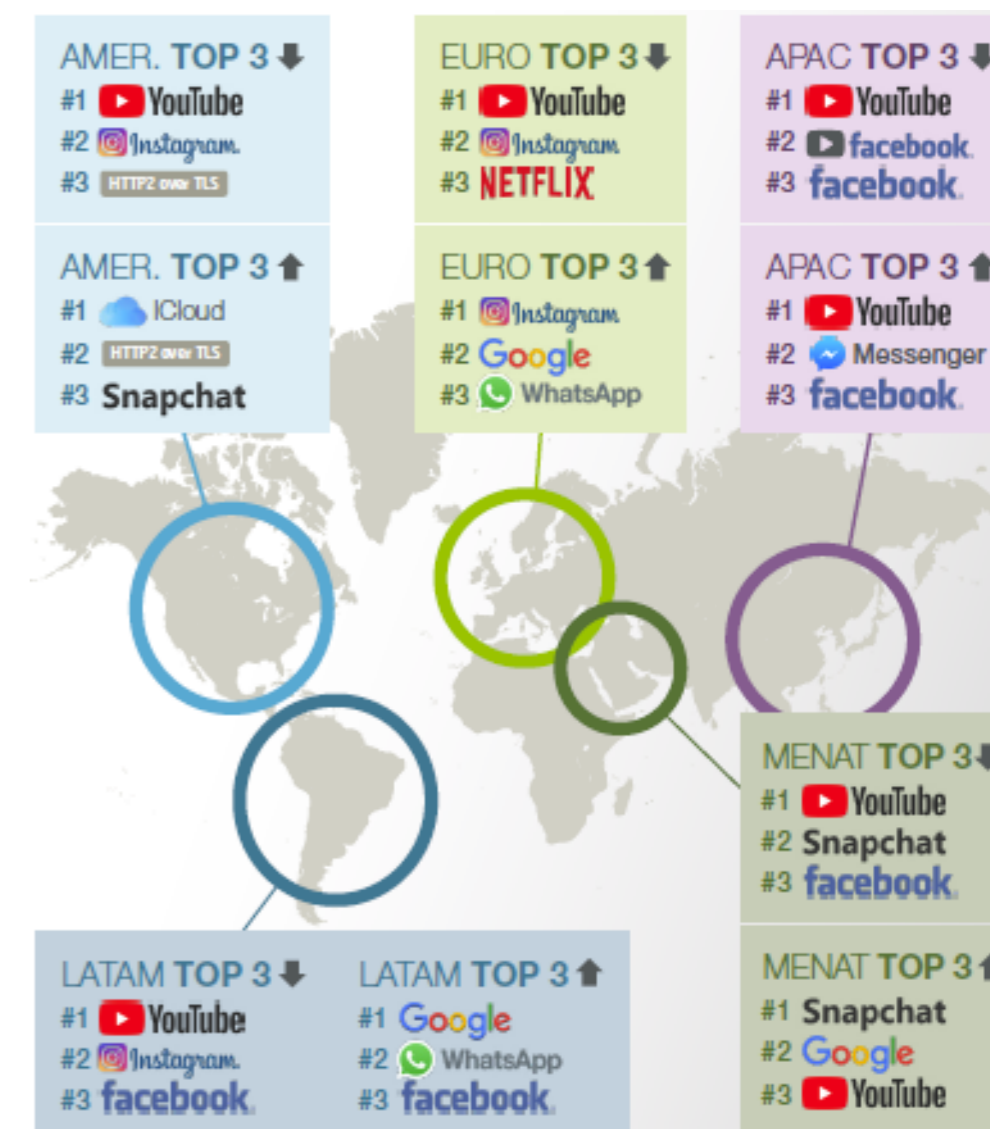 AMER. TOP 3
#1 YouTube
#2 Instagram
#3 HTTP2 over TLS
AMER. TOP 3
#1 iCloud
#2 HTTP2 over TLS
#3 Snapchat
EURO TOP 3
#1 YouTube
#2 Instagram
#3 NETFLIX
EURO TOP 3
#1 Instagram
#2 Google
#3 WhatsApp
APAC TOP 3
#1 YouTube
#2 facebook.
#3 facebook.
APAC TOP 3
#1 YouTube
#2 Messenger
#3 facebook.
MENAT TOP 3
#1 YouTube
#2 Snapchat
#3 facebook.
MENAT TOP 3
#1 Snapchat
#2 Google
#3 YouTube
LATAM TOP 3
#1 YouTube
#2 Instagram
#3 facebook.
LATAM TOP 3
#1 Google
#2 WhatsApp
#3 facebook.